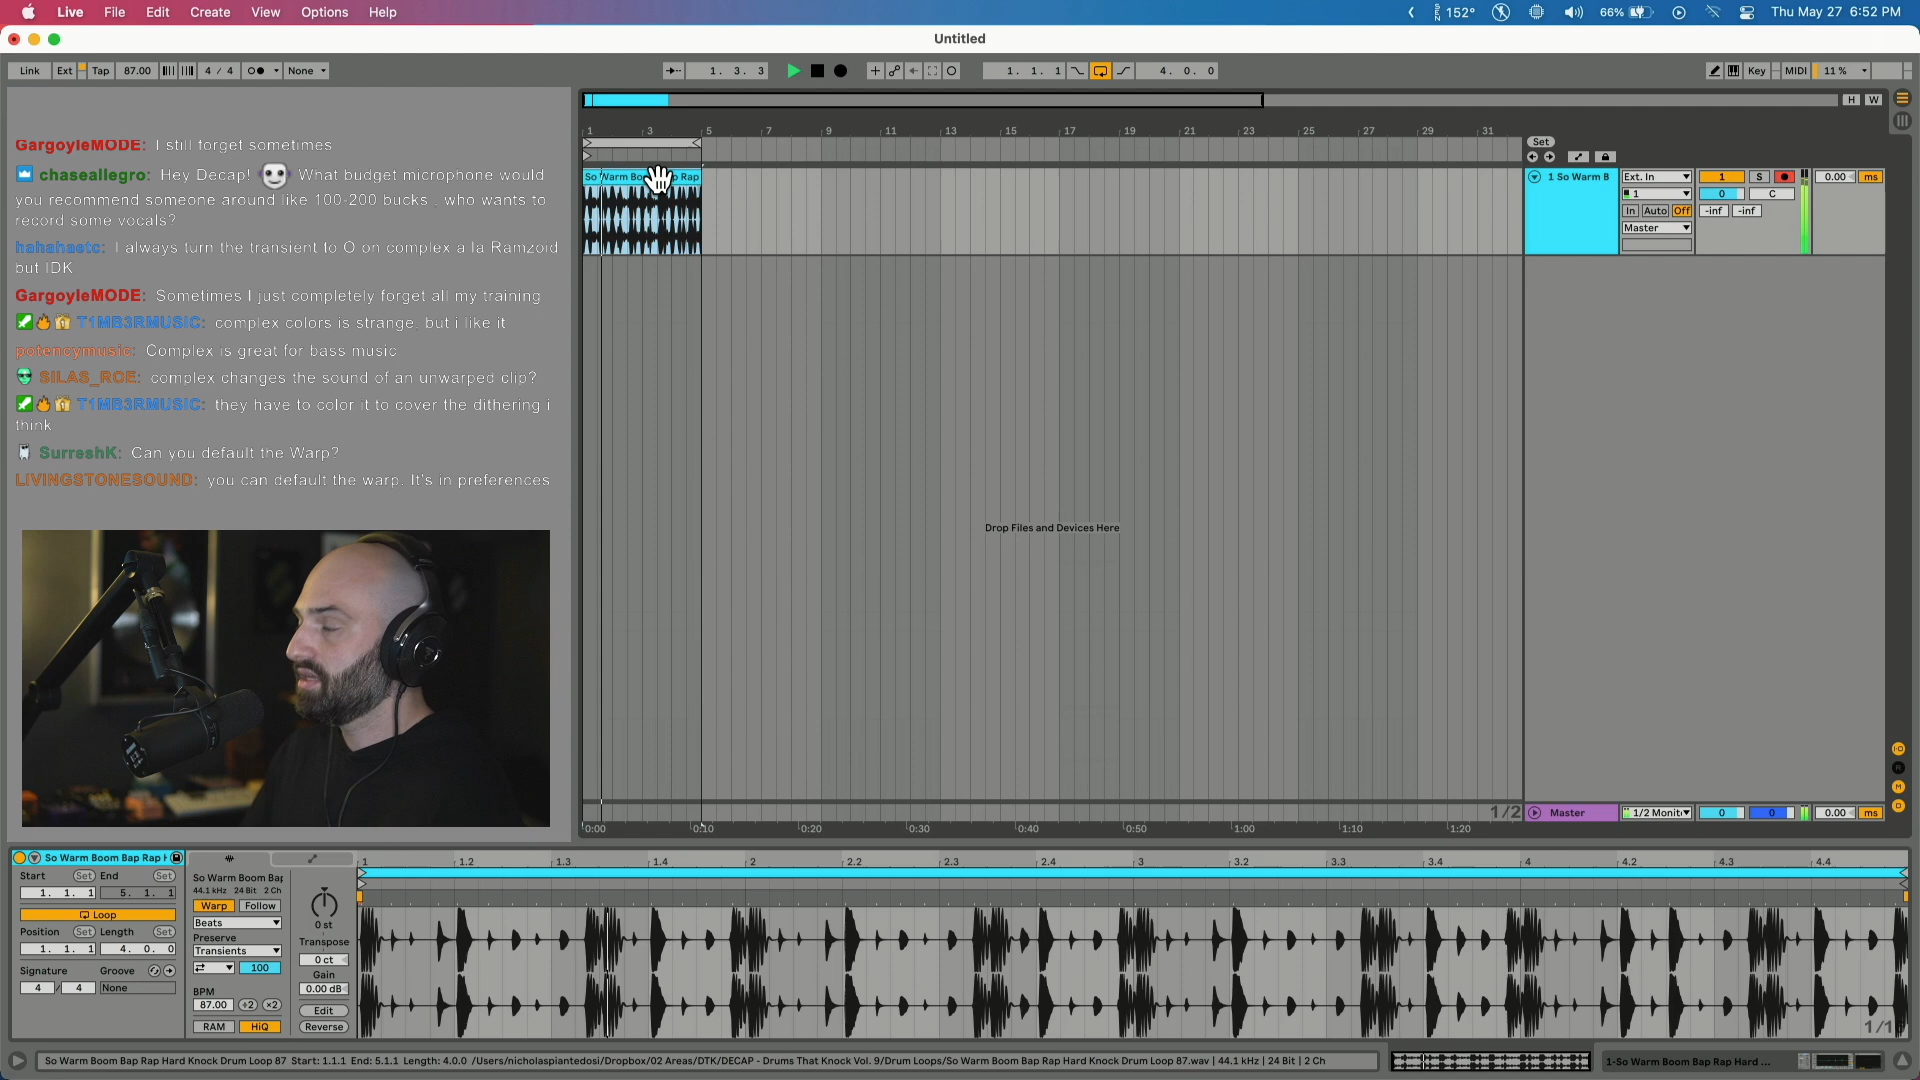 Live File Edit Create View Options Help
SEN 152° 66% Thu May 27 6:52 PM
Untitled
Link Ext Tap 87.00 4 / 4 None 1. 3. 3 1. 1. 1 4. 0. 0 Key MIDI 11 %
H W
1 3 5 7 9 11 13 15 17 19 21 23 25 27 29 31
Set
GargoyleMODE: I still forget sometimes
chaseallegro: Hey Decap! What budget microphone would
you recommend someone around like 100-200 bucks , who wants to
record some vocals?
hahahaetc: I always turn the transient to 0 on complex a la Ramzoid
but IDK
GargoyleMODE: Sometimes I just completely forget all my training
T1MB3RMUSIC: complex colors is strange, but i like it
potencymusic: Complex is great for bass music
SILAS_ROE: complex changes the sound of an unwarped clip?
T1MB3RMUSIC: they have to color it to cover the dithering i
think
SurreshK: Can you default the Warp?
LIVINGSTONESOUND: you can default the warp. It's in preferences
So Warm Bo p Rap
1 So Warm B Ext. In 1 S 0.00 ms
1 0 C
In Auto Off -inf -inf
Master
Drop Files and Devices Here
1/2 Master 1/2 Monit 0 0 0.00 ms
0:00 0:10 0:20 0:30 0:40 0:50 1:00 1:10 1:20
So Warm Boom Bap Rap H
Start Set End Set
1. 1. 1 5. 1. 1
Loop
Position Set Length Set
1. 1. 1 4. 0. 0
Signature Groove
4 / 4 None
So Warm Boom Bap
44.1 kHz 24 Bit 2 Ch
Warp Follow
Beats
Preserve
Transients
100
BPM
87.00 ÷2 ×2
RAM HiQ
0 st
Transpose
0 ct
Gain
0.00 dB
Edit
Reverse
1 1.2 1.3 1.4 2 2.2 2.3 2.4 3 3.2 3.3 3.4 4 4.2 4.3 4.4
So Warm Boom Bap Rap Hard Knock Drum Loop 87 Start: 1.1.1 End: 5.1.1 Length: 4.0.0 /Users/nicholaspiantedosi/Dropbox/02 Areas/DTK/DECAP - Drums That Knock Vol. 9/Drum Loops/So Warm Boom Bap Rap Hard Knock Drum Loop 87.wav | 44.1 kHz | 24 Bit | 2 Ch
1-So Warm Boom Bap Rap Hard ...